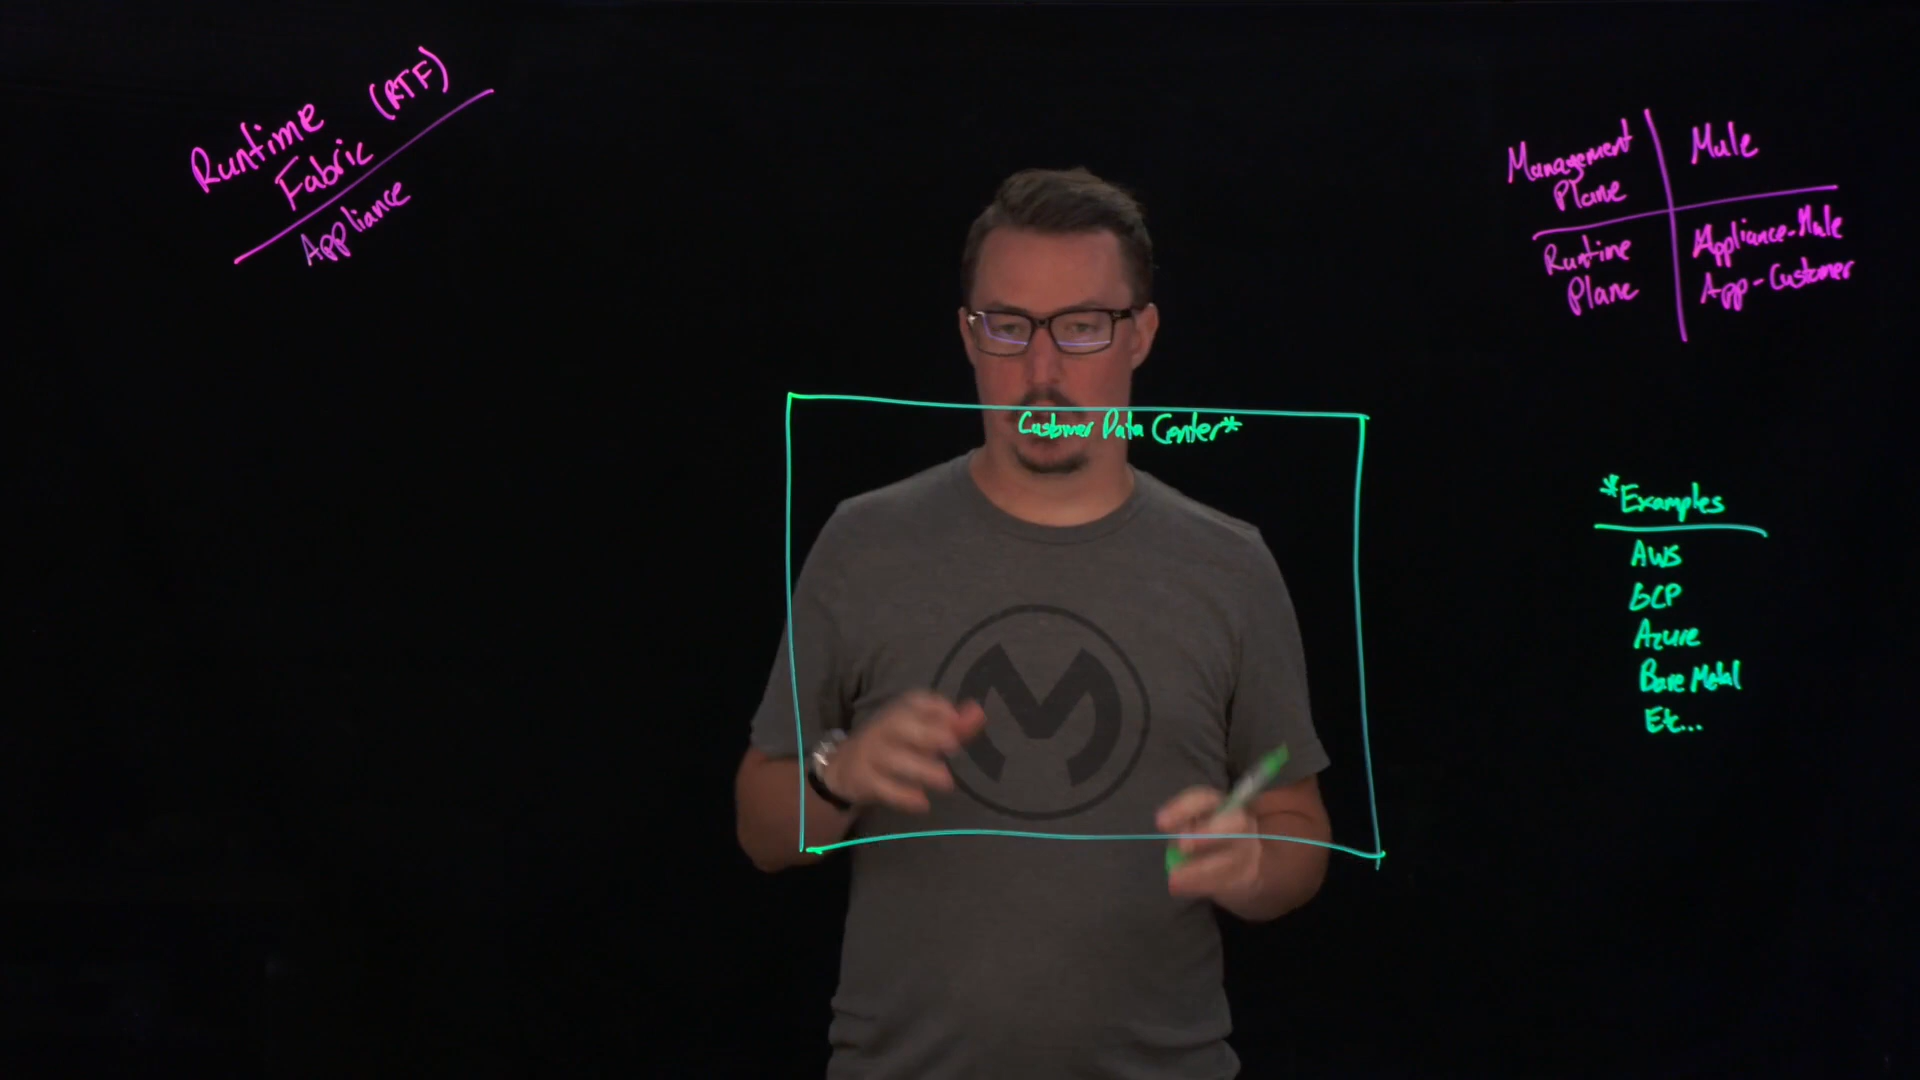 Runtime (RTF)
Fabric
Appliance
Management
Plane
Mule
Runtime
Plane
Appliance-Mule
App-Customer
Customer Data Center*
*Examples
AWS
GCP
Azure
Bare Metal
Etc...